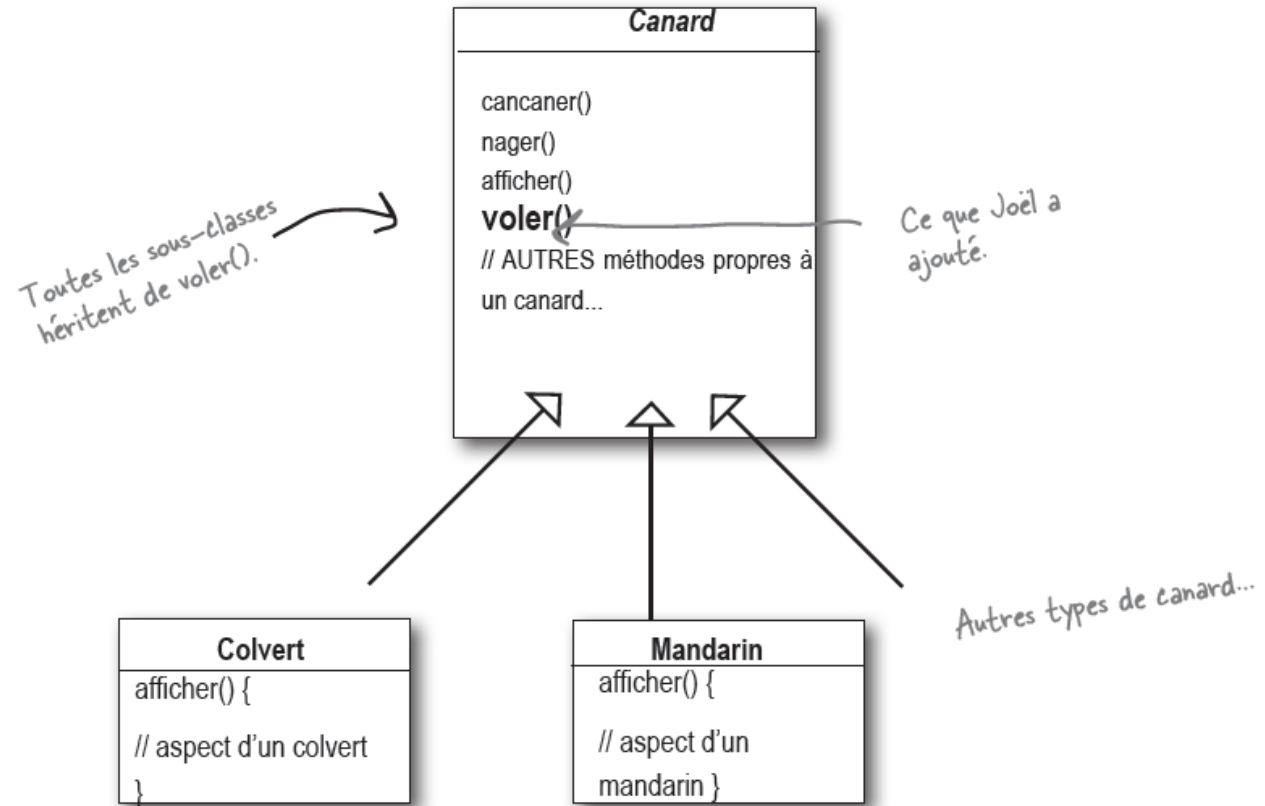 Canard
cancaner()
nager()
afficher()
voler()
// AUTRES méthodes propres à
un canard...
Toutes les sous-classes
héritent de voler().
Ce que Joël a
ajouté.
Autres types de canard...
Colvert
afficher() {
// aspect d'un colvert
}
Mandarin
afficher() {
// aspect d'un
mandarin }